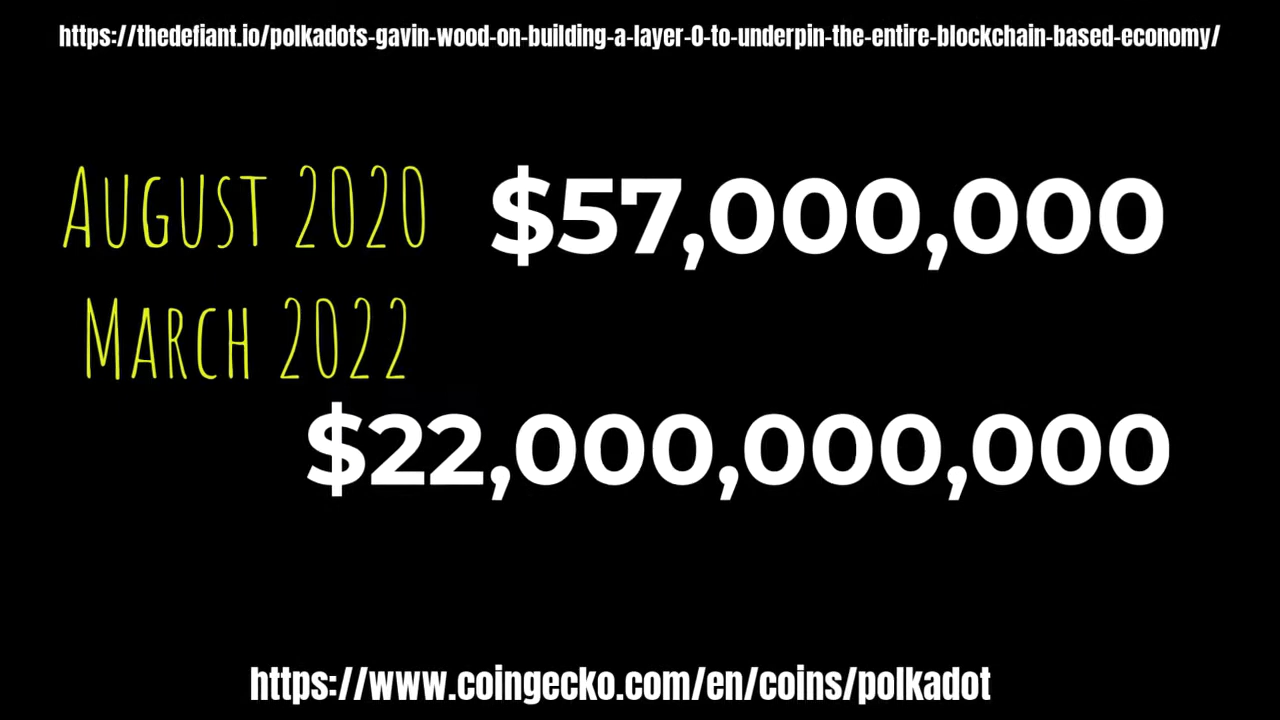 https://thedefiant.io/polkadots-gavin-wood-on-building-a-layer-0-to-underpin-the-entire-blockchain-based-economy/
August 2020 $57,000,000
March 2022
$22,000,000,000
https://www.coingecko.com/en/coins/polkadot